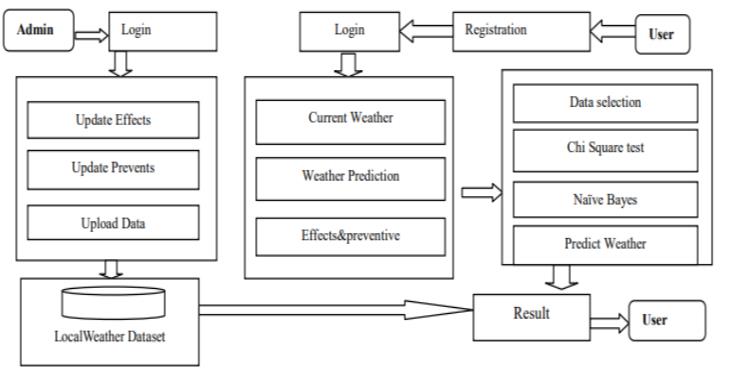 Admin
Login
Login
Registration
User
Update Effects
Update Prevents
Upload Data
Current Weather
Weather Prediction
Effects&preventive
Data selection
Chi Square test
Naïve Bayes
Predict Weather
LocalWeather Dataset
Result
User